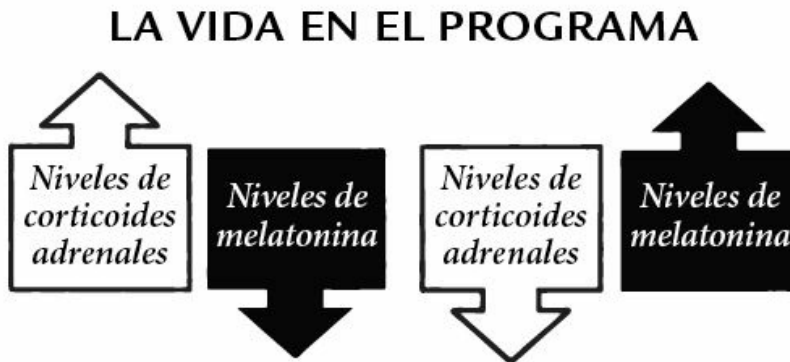 LA VIDA EN EL PROGRAMA
Niveles de
corticoides
adrenales
Niveles de
melatonina
Niveles de
corticoides
adrenales
Niveles de
melatonina